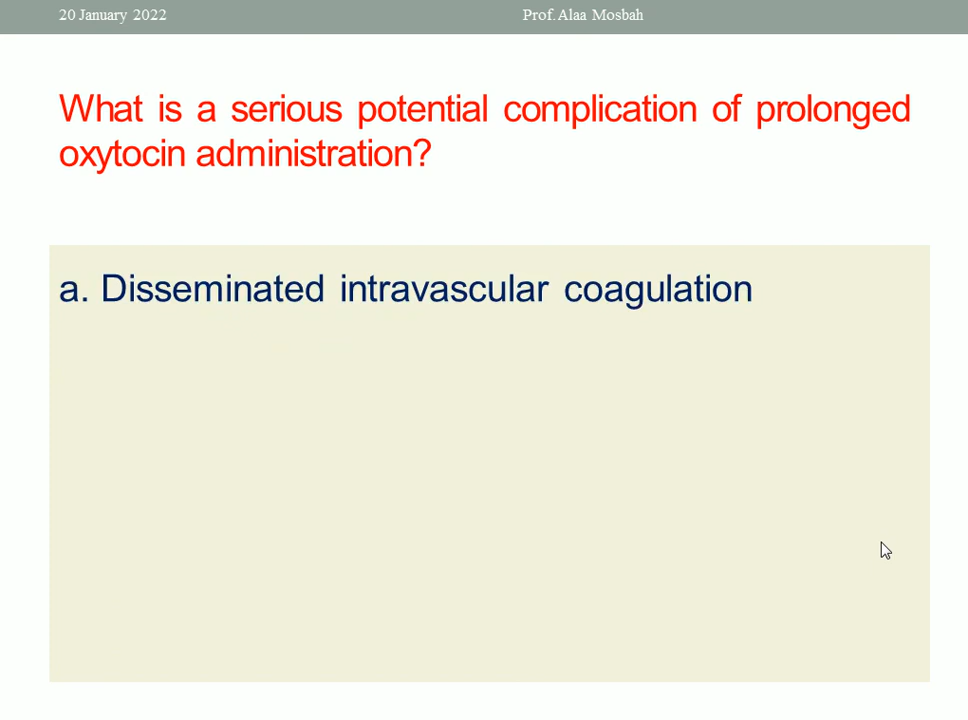 20 January 2022 Prof. Alaa Mosbah
What is a serious potential complication of prolonged
oxytocin administration?
a. Disseminated intravascular coagulation